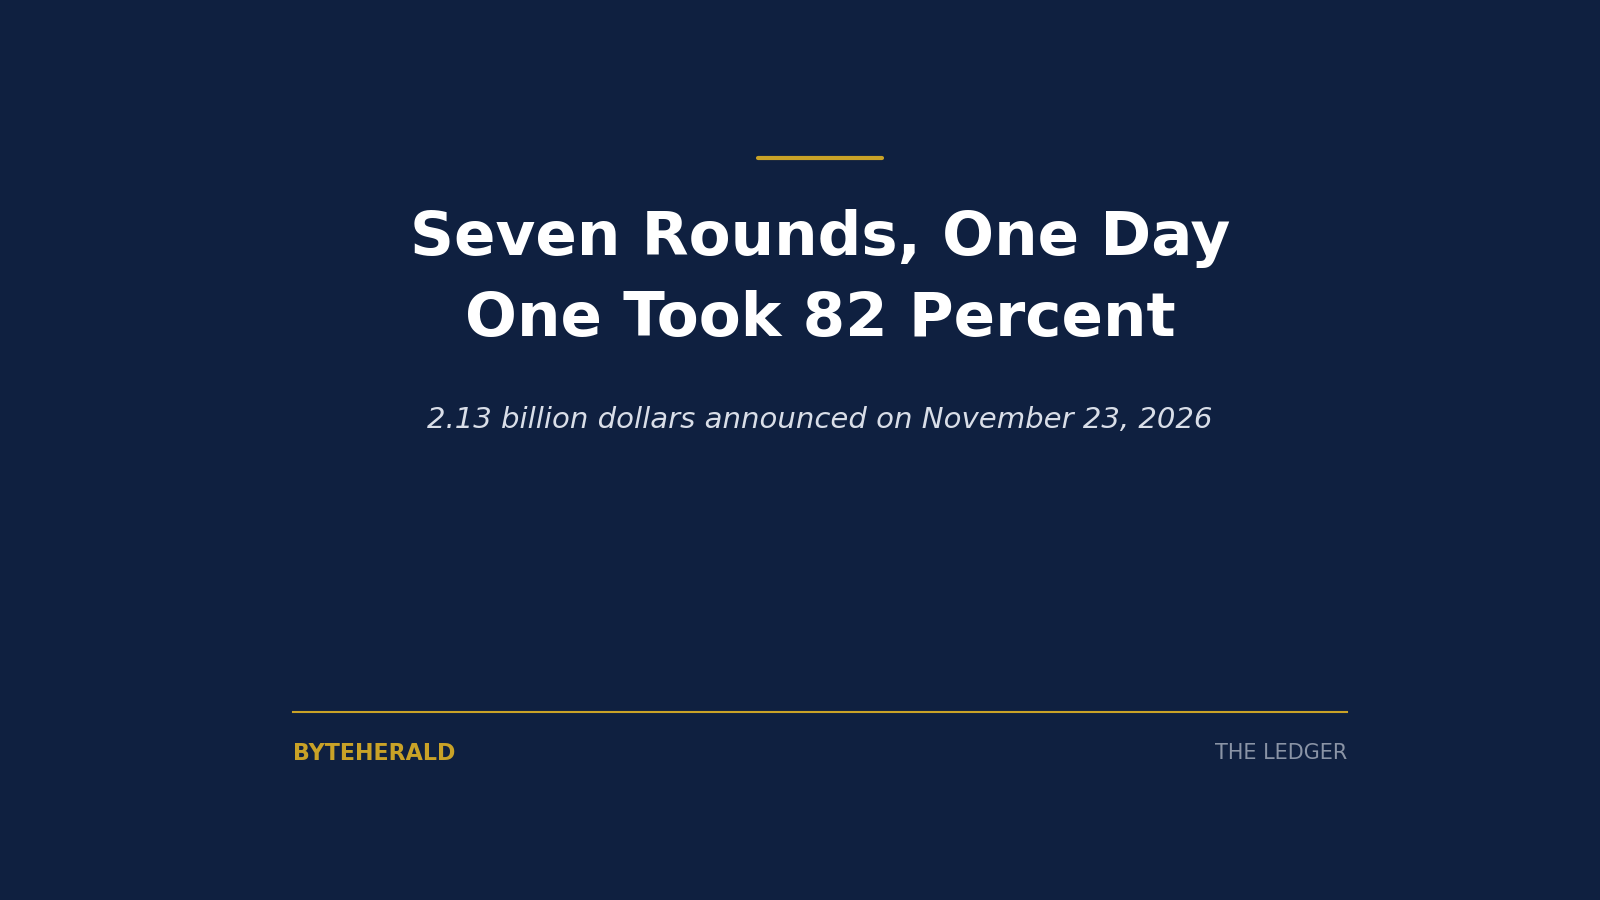 Seven Rounds, One Day
One Took 82 Percent
2.13 billion dollars announced on November 23, 2026
BYTEHERALD
THE LEDGER